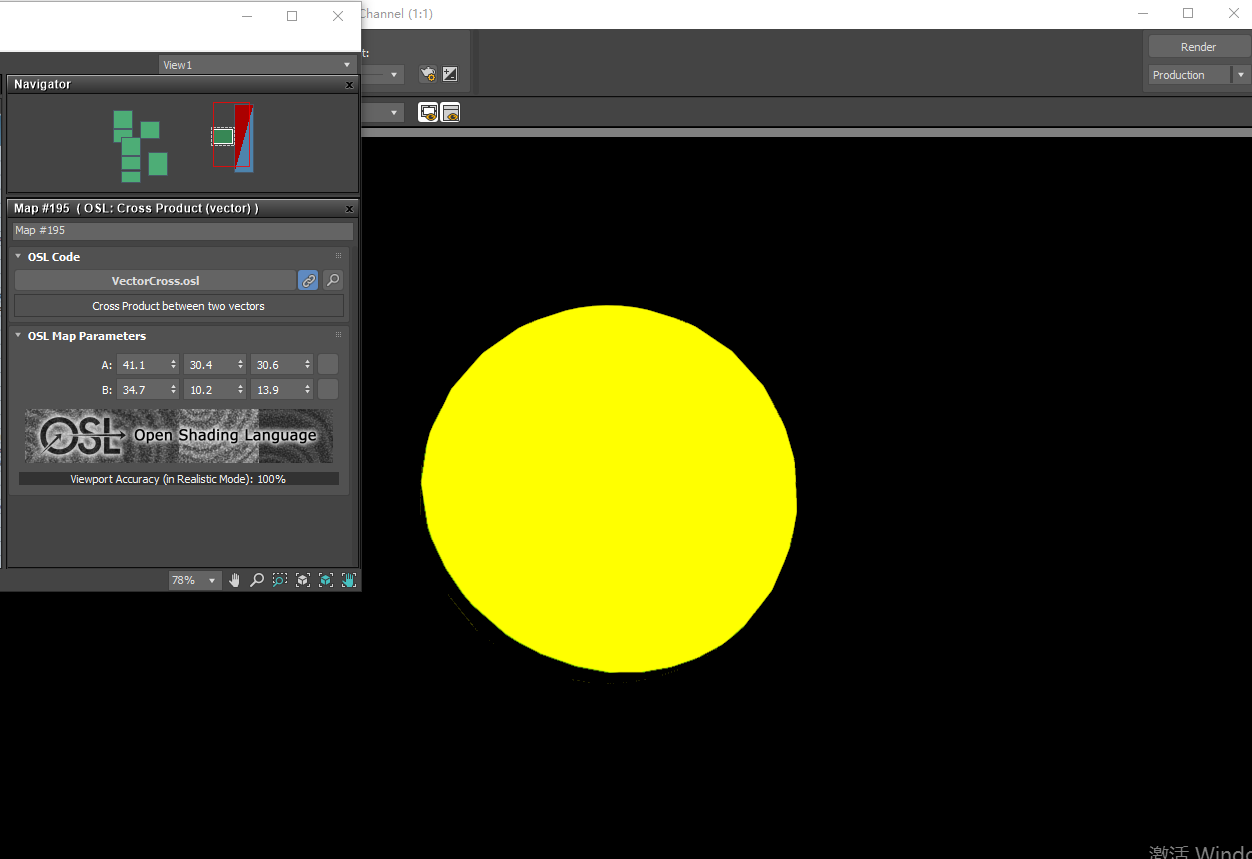 Channel (1:1)
t:
Render
View1
Production
Navigator
Map #195 ( OSL: Cross Product (vector) )
Map #195
OSL Code
VectorCross.osl
Cross Product between two vectors
OSL Map Parameters
A: 41.1 30.4 30.6
B: 34.7 10.2 13.9
OSL Open Shading Language
Viewport Accuracy (in Realistic Mode): 100%
78%
激活 Windo